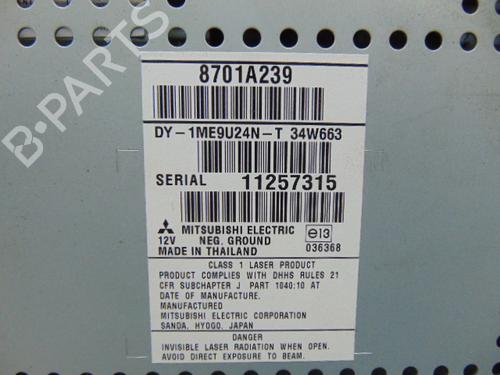 B-PARTS
8701A239
DY-1ME9U24N-T 34W663
SERIAL 11257315
MITSUBISHI ELECTRIC
12V NEG. GROUND
MADE IN THAILAND
e13
036368
CLASS 1 LASER PRODUCT
PRODUCT COMPLIES WITH DHHS RULES 21
CFR SUBCHAPTER J PART 1040:10 AT
DATE OF MANUFACTURE.
MANUFACTURED
MITSUBISHI ELECTRIC CORPORATION
SANDA, HYOGO, JAPAN
DANGER
INVISIBLE LASER RADIATION WHEN OPEN.
AVOID DIRECT EXPOSURE TO BEAM.